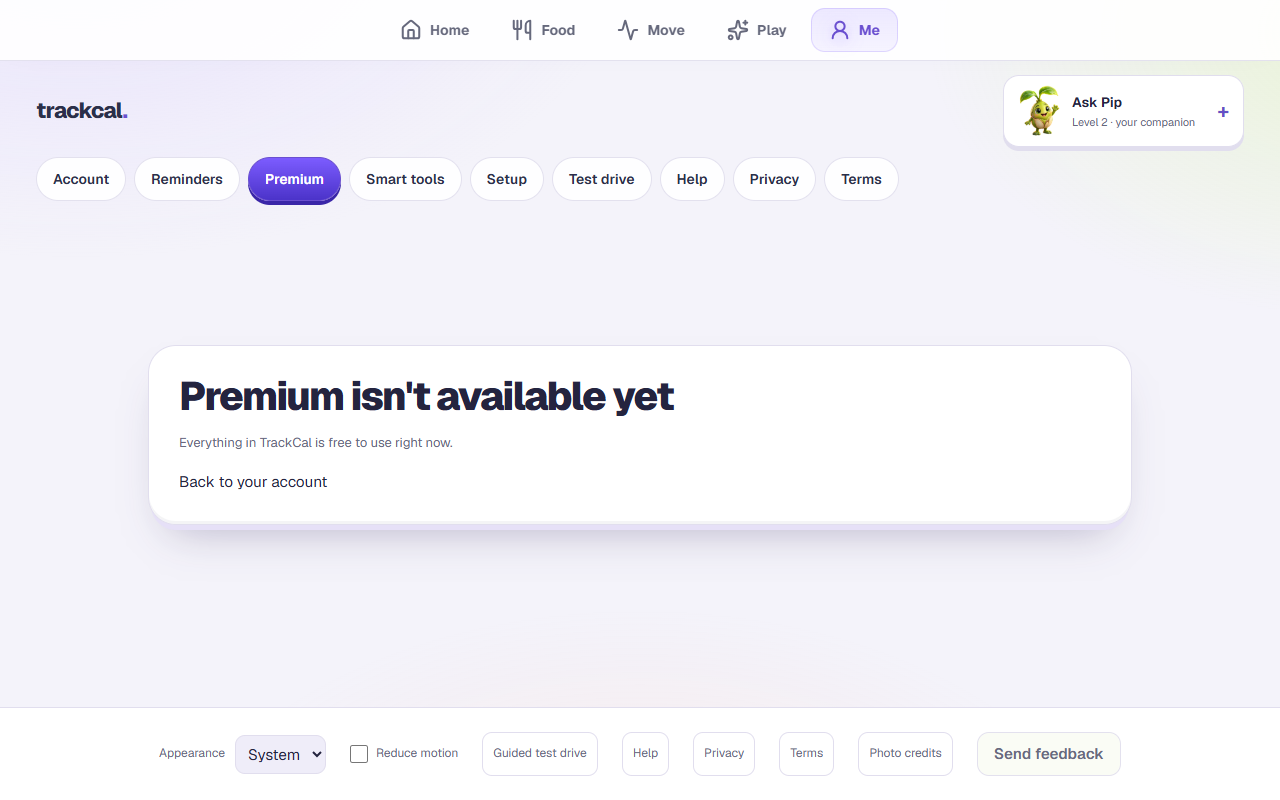 Home Food Move Play Me
trackcal.
Ask Pip
Level 2 · your companion
+
Account Reminders Premium Smart tools Setup Test drive Help Privacy Terms
Premium isn't available yet
Everything in TrackCal is free to use right now.
Back to your account
Appearance System Reduce motion Guided test drive Help Privacy Terms Photo credits Send feedback